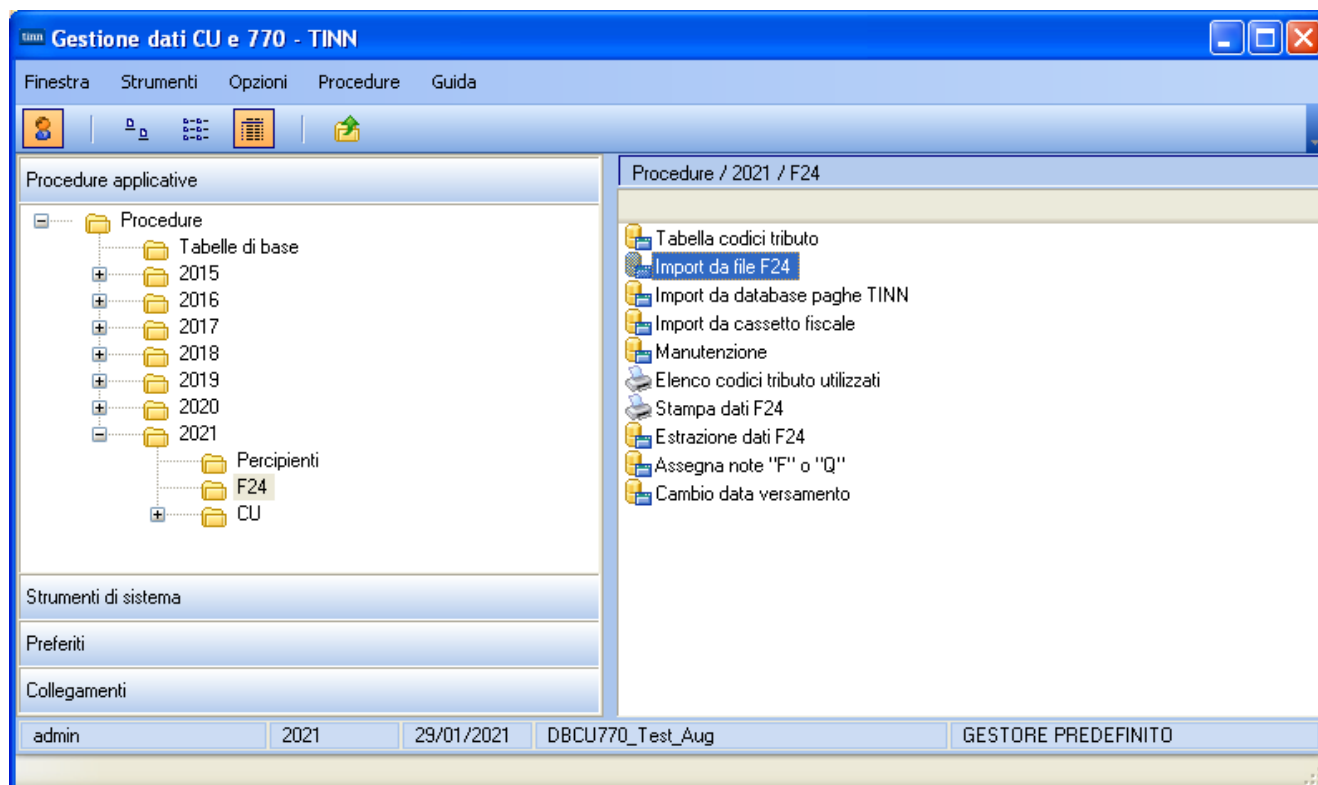 tinn Gestione dati CU e 770 - TINN
Finestra Strumenti Opzioni Procedure Guida
Procedure applicative
Procedure
Tabelle di base
2015
2016
2017
2018
2019
2020
2021
Percipienti
F24
CU
Strumenti di sistema
Preferiti
Collegamenti
Procedure / 2021 / F24
Tabella codici tributo
Import da file F24
Import da database paghe TINN
Import da cassetto fiscale
Manutenzione
Elenco codici tributo utilizzati
Stampa dati F24
Estrazione dati F24
Assegna note "F" o "Q"
Cambio data versamento
admin 2021 29/01/2021 DBCU770_Test_Aug GESTORE PREDEFINITO